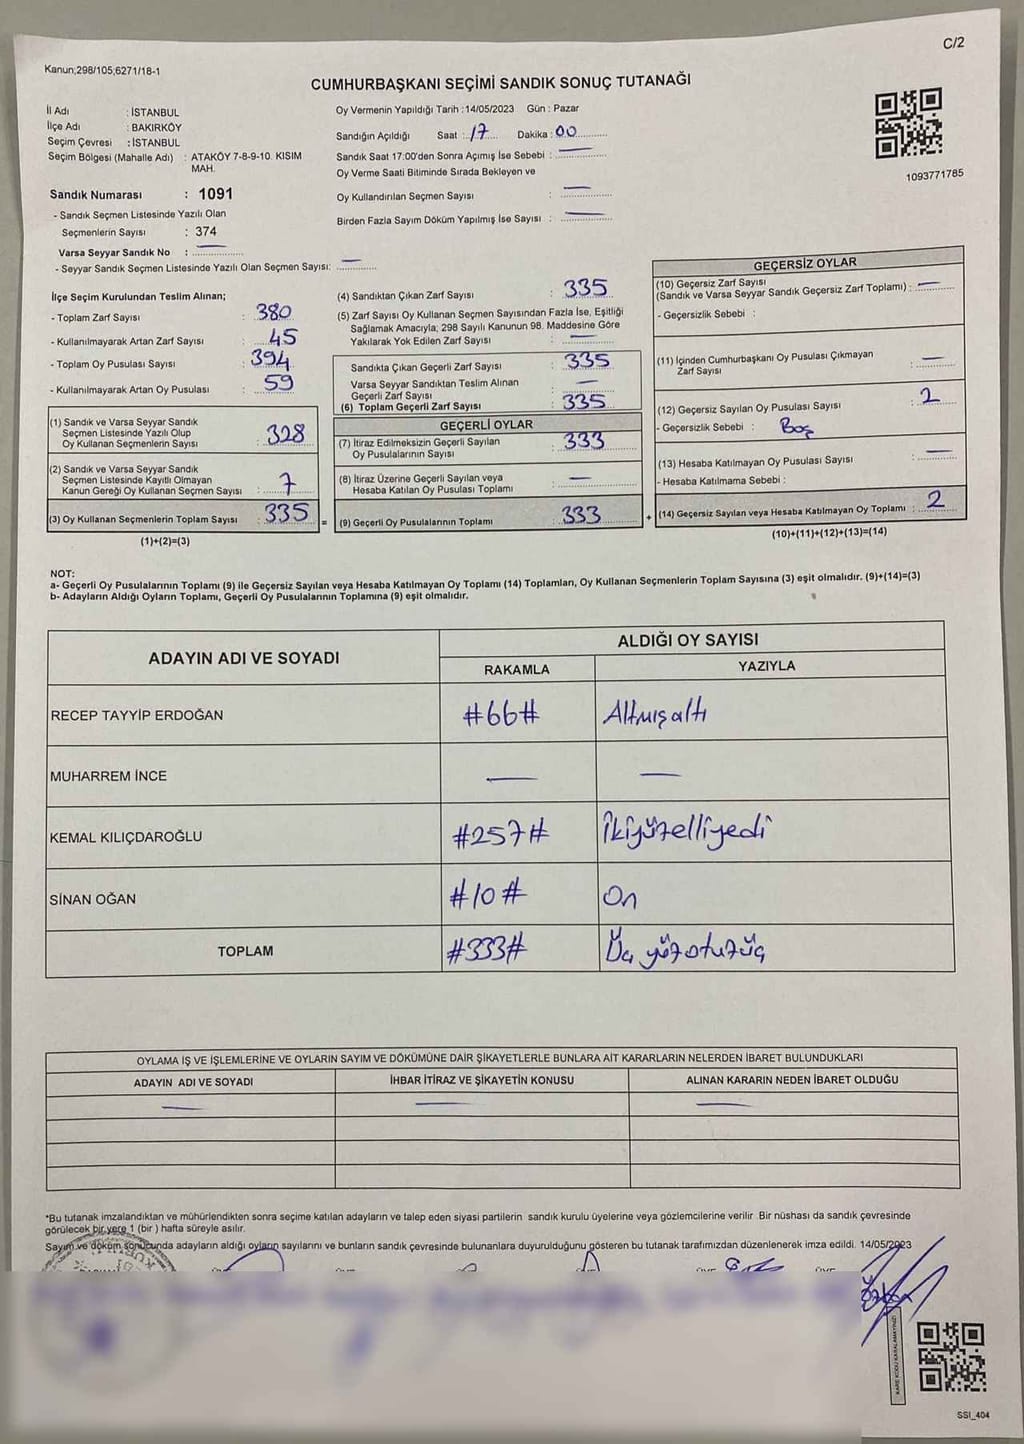 C/2
Kanun;298/105,6271/18-1
CUMHURBAŞKANI SEÇİMİ SANDIK SONUÇ TUTANAĞI
İl Adı : İSTANBUL
İlçe Adı : BAKIRKÖY
Seçim Çevresi : İSTANBUL
Seçim Bölgesi (Mahalle Adı) : ATAKÖY 7-8-9-10. KISIM
MAH.
Sandık Numarası : 1091
- Sandık Seçmen Listesinde Yazılı Olan
Seçmenlerin Sayısı : 374
Varsa Seyyar Sandık No : —
- Seyyar Sandık Seçmen Listesinde Yazılı Olan Seçmen Sayısı: —
Oy Vermenin Yapıldığı Tarih : 14/05/2023 Gün : Pazar
Sandığın Açıldığı Saat : 17 Dakika : 00
Sandık Saat 17:00'den Sonra Açımış İse Sebebi : —
Oy Verme Saati Bitiminde Sırada Bekleyen ve
Oy Kullandırılan Seçmen Sayısı : —
Birden Fazla Sayım Döküm Yapılmış İse Sayısı : —
1093771785
İlçe Seçim Kurulundan Teslim Alınan;
- Toplam Zarf Sayısı : 380
- Kullanılmayarak Artan Zarf Sayısı : 45
- Toplam Oy Pusulası Sayısı : 394
- Kullanılmayarak Artan Oy Pusulası : 59
(1) Sandık ve Varsa Seyyar Sandık
Seçmen Listesinde Yazılı Olup
Oy Kullanan Seçmenlerin Sayısı : 328
(2) Sandık ve Varsa Seyyar Sandık
Seçmen Listesinde Kayıtlı Olmayan
Kanun Gereği Oy Kullanan Seçmen Sayısı : 7
(3) Oy Kullanan Seçmenlerin Toplam Sayısı : 335 =
(1)+(2)=(3)
(4) Sandıktan Çıkan Zarf Sayısı : 335
(5) Zarf Sayısı Oy Kullanan Seçmen Sayısından Fazla İse, Eşitliği
Sağlamak Amacıyla; 298 Sayılı Kanunun 98. Maddesine Göre
Yakılarak Yok Edilen Zarf Sayısı : —
Sandıkta Çıkan Geçerli Zarf Sayısı : 335
Varsa Seyyar Sandıktan Teslim Alınan
Geçerli Zarf Sayısı : —
(6) Toplam Geçerli Zarf Sayısı : 335
GEÇERLİ OYLAR
(7) İtiraz Edilmeksizin Geçerli Sayılan
Oy Pusulalarının Sayısı : 333
(8) İtiraz Üzerine Geçerli Sayılan veya
Hesaba Katılan Oy Pusulası Toplamı : —
(9) Geçerli Oy Pusulalarının Toplamı : 333 +
GEÇERSİZ OYLAR
(10) Geçersiz Zarf Sayısı
(Sandık ve Varsa Seyyar Sandık Geçersiz Zarf Toplamı) : —
- Geçersizlik Sebebi :
(11) İçinden Cumhurbaşkanı Oy Pusulası Çıkmayan
Zarf Sayısı : —
(12) Geçersiz Sayılan Oy Pusulası Sayısı : 2
- Geçersizlik Sebebi : Boş
(13) Hesaba Katılmayan Oy Pusulası Sayısı : —
- Hesaba Katılmama Sebebi :
(14) Geçersiz Sayılan veya Hesaba Katılmayan Oy Toplamı : 2
(10)+(11)+(12)+(13)=(14)
NOT:
a- Geçerli Oy Pusulalarının Toplamı (9) ile Geçersiz Sayılan veya Hesaba Katılmayan Oy Toplamı (14) Toplamları, Oy Kullanan Seçmenlerin Toplam Sayısına (3) eşit olmalıdır. (9)+(14)=(3)
b- Adayların Aldığı Oyların Toplamı, Geçerli Oy Pusulalarının Toplamına (9) eşit olmalıdır.
ADAYIN ADI VE SOYADI ALDIĞI OY SAYISI
RAKAMLA YAZIYLA
RECEP TAYYİP ERDOĞAN #66# Altmışaltı
MUHARREM İNCE — —
KEMAL KILIÇDAROĞLU #257# İkiyüzelliyedi
SİNAN OĞAN #10# On
TOPLAM #333# Üç yüzotuzüç
OYLAMA İŞ VE İŞLEMLERİNE VE OYLARIN SAYIM VE DÖKÜMÜNE DAİR ŞİKAYETLERLE BUNLARA AİT KARARLARIN NELERDEN İBARET BULUNDUKLARI
ADAYIN ADI VE SOYADI İHBAR İTİRAZ VE ŞİKAYETİN KONUSU ALINAN KARARIN NEDEN İBARET OLDUĞU
— — —
*Bu tutanak imzalandıktan ve mühürlendikten sonra seçime katılan adayların ve talep eden siyasi partilerin sandık kurulu üyelerine veya gözlemcilerine verilir. Bir nüshası da sandık çevresinde
görülecek bir yere 1 (bir ) hafta süreyle asılır.
Sayım ve döküm sonucunda adayların aldığı oyların sayılarını ve bunların sandık çevresinde bulunanlara duyurulduğunu gösteren bu tutanak tarafımızdan düzenlenerek imza edildi. 14/05/2023
KARE KODU KARALAMAYINIZ!
SSI_404